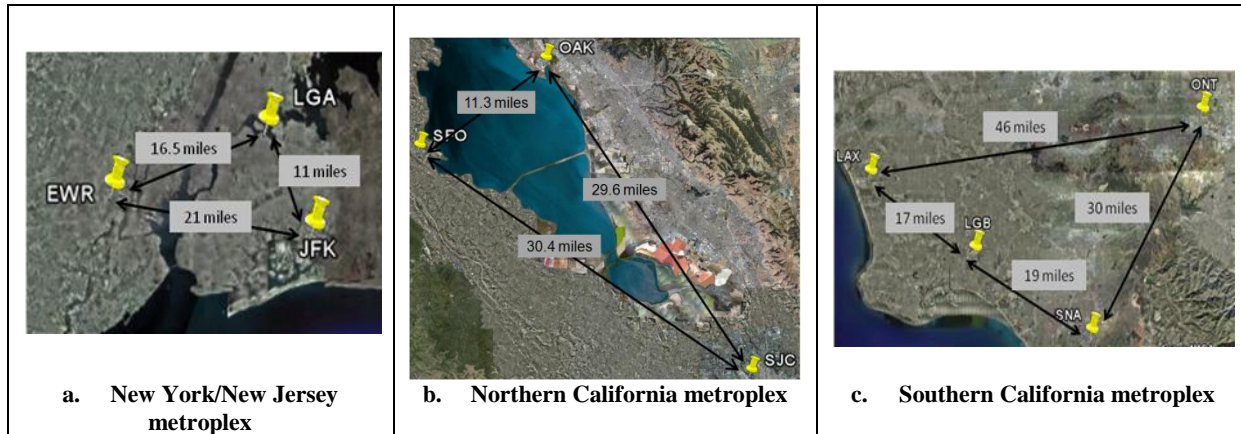 LGA
16.5 miles
11 miles
EWR
21 miles
JFK
a. New York/New Jersey
metroplex
OAK
11.3 miles
SFO
29.6 miles
30.4 miles
SJC
b. Northern California metroplex
ONT
46 miles
LAX
17 miles
LGB
30 miles
19 miles
SNA
c. Southern California metroplex